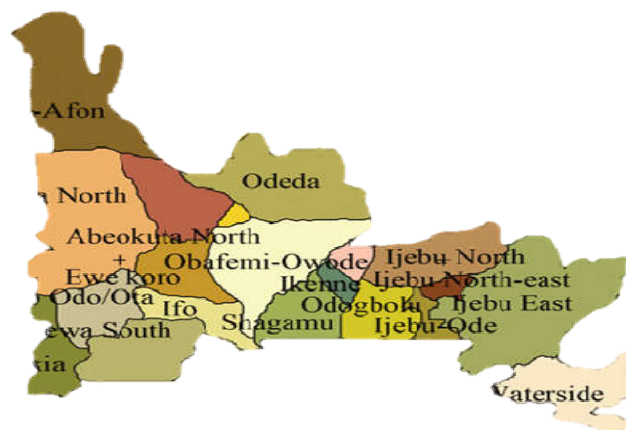 -Afon
Odeda
a North
Abeokuta North
+
Ewe koro
Obafemi-Owode
Ijebu North
Ikenne
Ijebu North-east
Odo/Ota
Ifo
Odogbolu
Ijebu East
ewa South
Shagamu
Ijebu-Ode
kia
Waterside